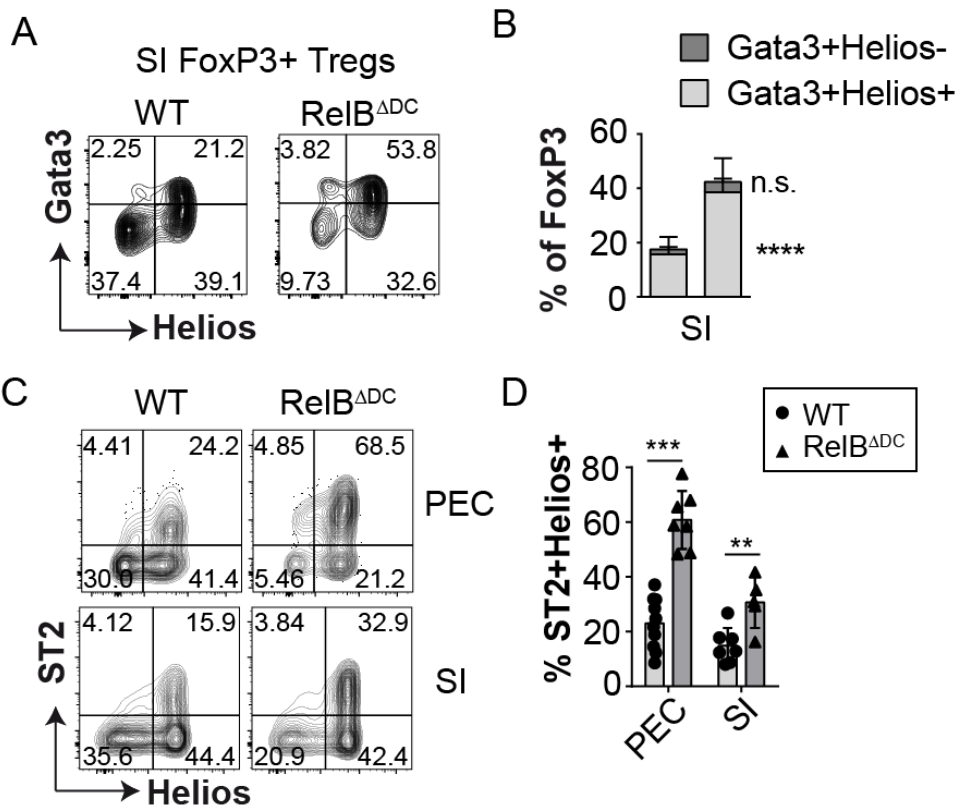 A
SI FoxP3+ Tregs
WT
RelBΔDC
Gata3
2.25 21.2
37.4 39.1
3.82 53.8
9.73 32.6
Helios
B
Gata3+Helios-
Gata3+Helios+
% of FoxP3
60
40
20
0
n.s.
****
SI
C
WT
RelBΔDC
4.41 24.2
30.0 41.4
4.85 68.5
5.46 21.2
PEC
4.12 15.9
35.6 44.4
3.84 32.9
20.9 42.4
SI
ST2
Helios
D
WT
RelBΔDC
% ST2+Helios+
80
60
40
20
0
***
**
PEC
SI